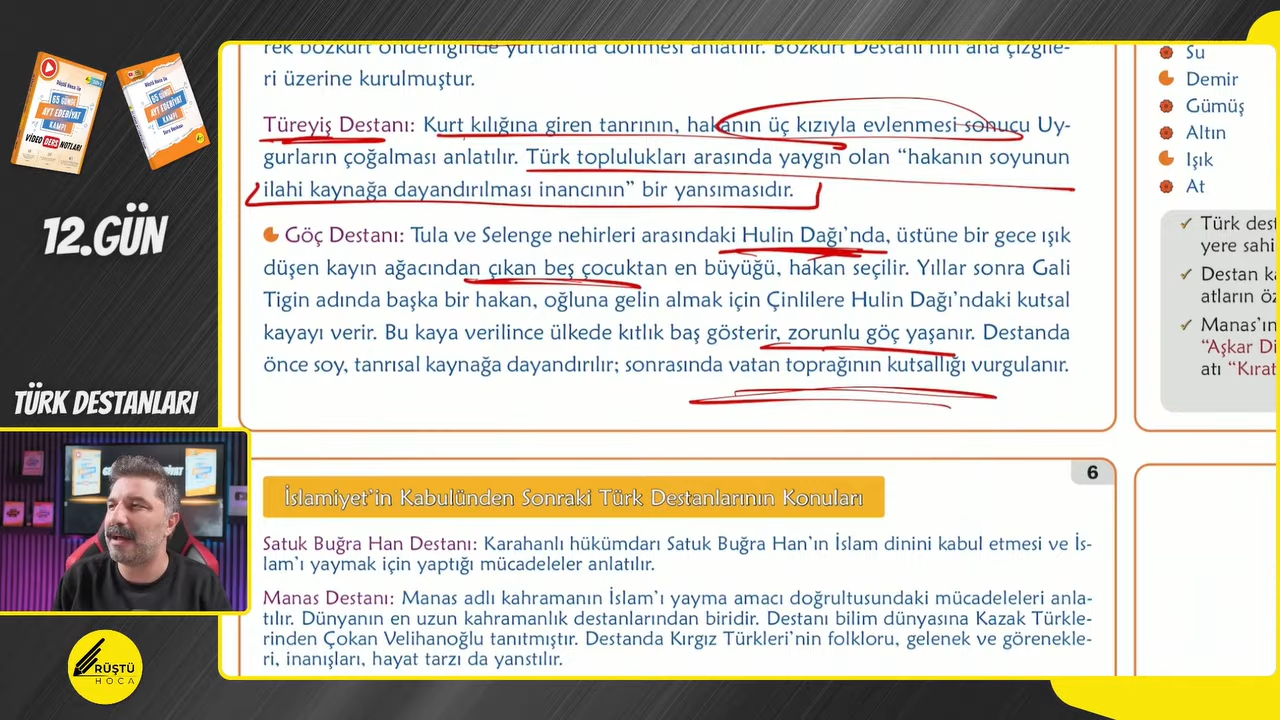 12.GÜN
TÜRK DESTANLARI
RÜŞTÜ
HOCA
rek bozkurt önderliğinde yurtlarına dönmesi anlatılır. Bozkurt Destanı'nın ana çizgile-
ri üzerine kurulmuştur.
Türeyiş Destanı: Kurt kılığına giren tanrının, hakanın üç kızıyla evlenmesi sonucu Uy-
gurların çoğalması anlatılır. Türk toplulukları arasında yaygın olan “hakanın soyunun
ilahi kaynağa dayandırılması inancının” bir yansımasıdır.
Göç Destanı: Tula ve Selenge nehirleri arasındaki Hulin Dağı'nda, üstüne bir gece ışık
düşen kayın ağacından çıkan beş çocuktan en büyüğü, hakan seçilir. Yıllar sonra Gali
Tigin adında başka bir hakan, oğluna gelin almak için Çinlilere Hulin Dağı'ndaki kutsal
kayayı verir. Bu kaya verilince ülkede kıtlık baş gösterir, zorunlu göç yaşanır. Destanda
önce soy, tanrısal kaynağa dayandırılır; sonrasında vatan toprağının kutsallığı vurgulanır.
6
İslamiyet'in Kabulünden Sonraki Türk Destanlarının Konuları
Satuk Buğra Han Destanı: Karahanlı hükümdarı Satuk Buğra Han'ın İslam dinini kabul etmesi ve İs-
lam'ı yaymak için yaptığı mücadeleler anlatılır.
Manas Destanı: Manas adlı kahramanın İslam'ı yayma amacı doğrultusundaki mücadeleleri anla-
tılır. Dünyanın en uzun kahramanlık destanlarından biridir. Destanı bilim dünyasına Kazak Türkle-
rinden Çokan Velihanoğlu tanıtmıştır. Destanda Kırgız Türkleri'nin folkloru, gelenek ve görenekle-
ri, inanışları, hayat tarzı da yanstılır.
Su
Demir
Gümüş
Altın
Işık
At
✓ Türk dest
yere sahi
✓ Destan ka
atların öz
✓ Manas'ın
“Aşkar Di
atı “Kırat